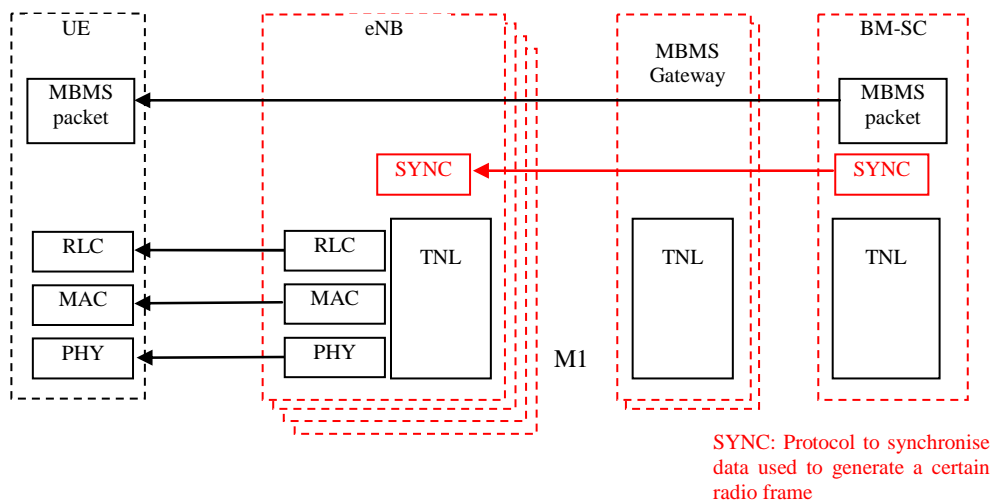 UE
eNB
MBMS
Gateway
BM-SC
MBMS
packet
MBMS
packet
SYNC
SYNC
RLC
RLC
TNL
TNL
TNL
MAC
MAC
PHY
PHY
M1
SYNC: Protocol to synchronise
data used to generate a certain
radio frame